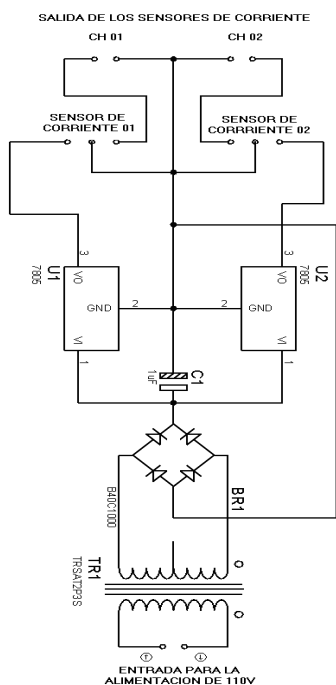 SALIDA DE LOS SENSORES DE CORRIENTE
CH 01
CH 02
SENSOR DE
CORRIENTE 01
SENSOR DE
CORRRIENTE 02
U1
7805
3
VO
GND
2
VI
1
U2
7805
3
VO
GND
2
VI
1
C1
1uF
BR1
B40C1000
TR1
TRSAT2P3S
ENTRADA PARA LA
ALIMENTACION DE 110V